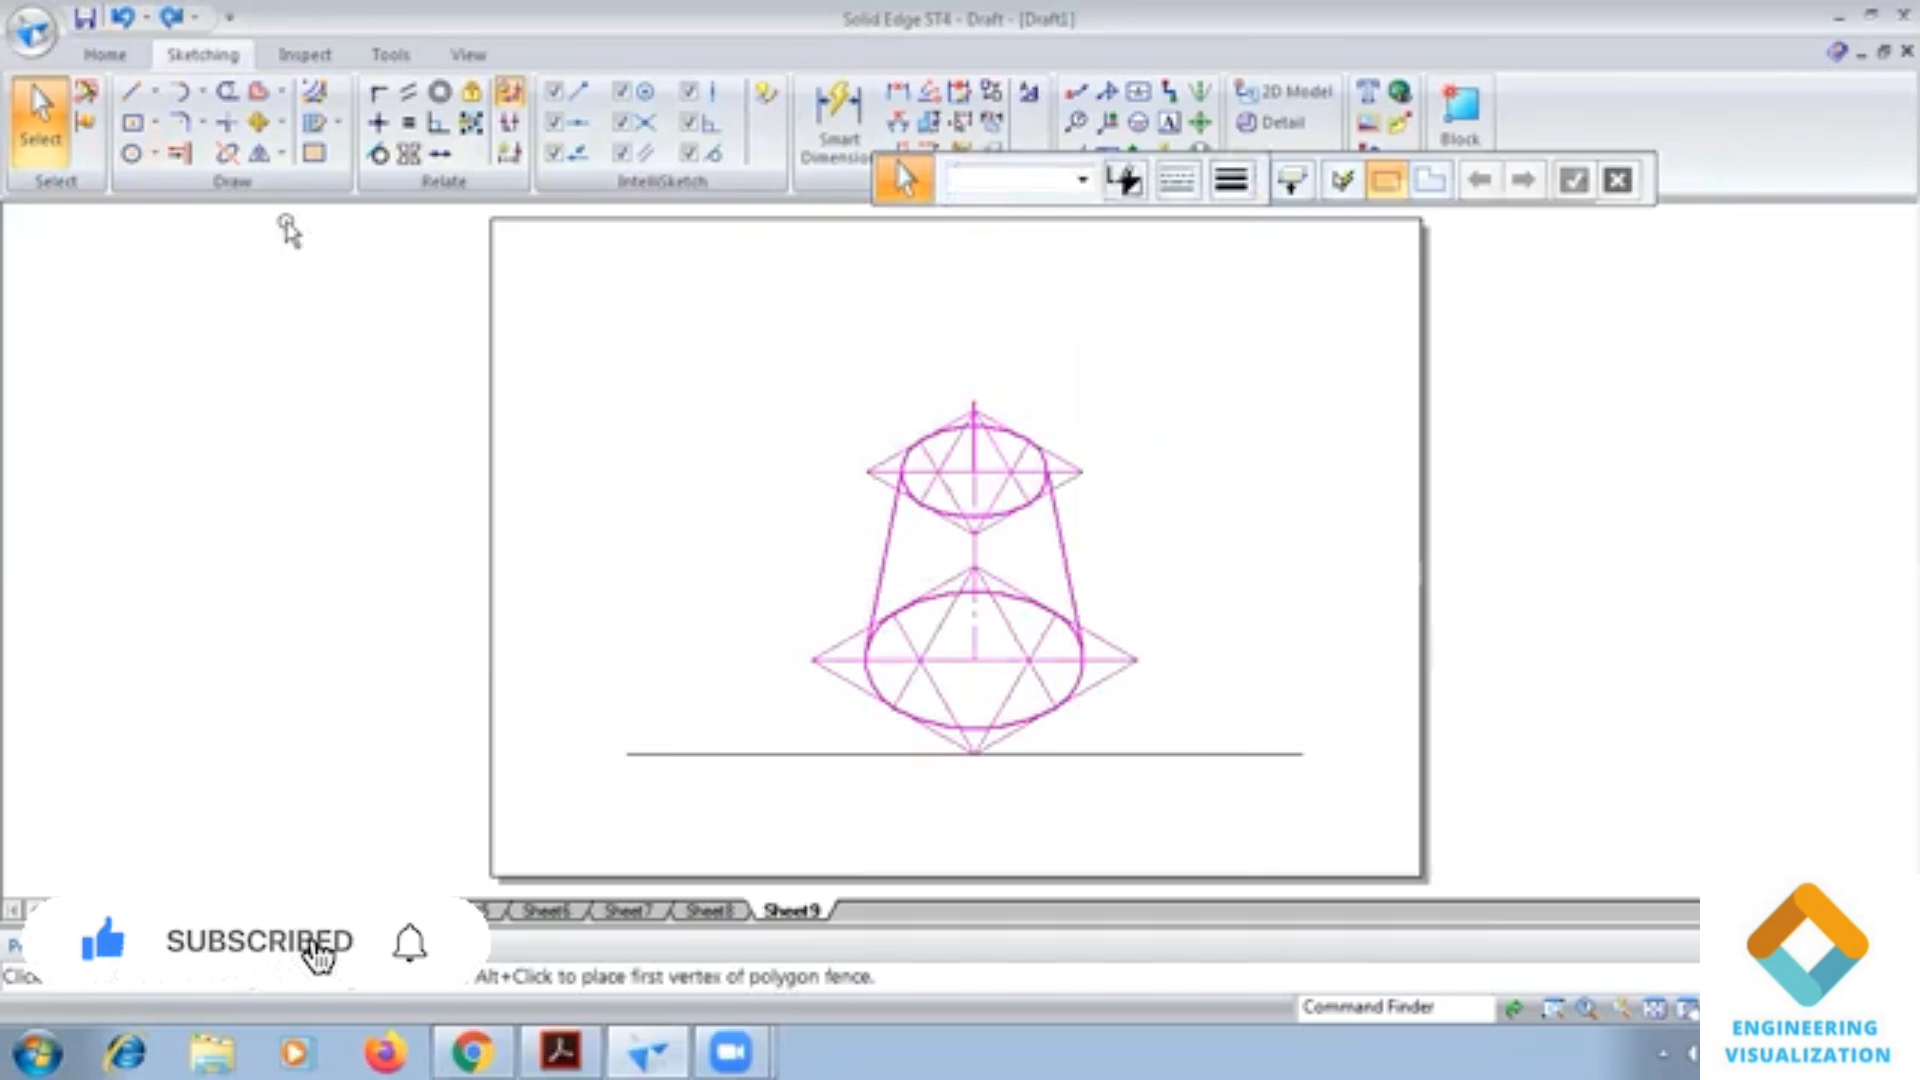 Solid Edge ST4 - Draft - [Draft1]
Home Sketching Inspect Tools View
2D Model
Select Smart Detail Block
Dimension
Select Draw Relate IntelliSketch
Sheet6 Sheet7 Sheet8 Sheet9
SUBSCRIBED
Alt+Click to place first vertex of polygon fence.
Command Finder
ENGINEERING
VISUALIZATION